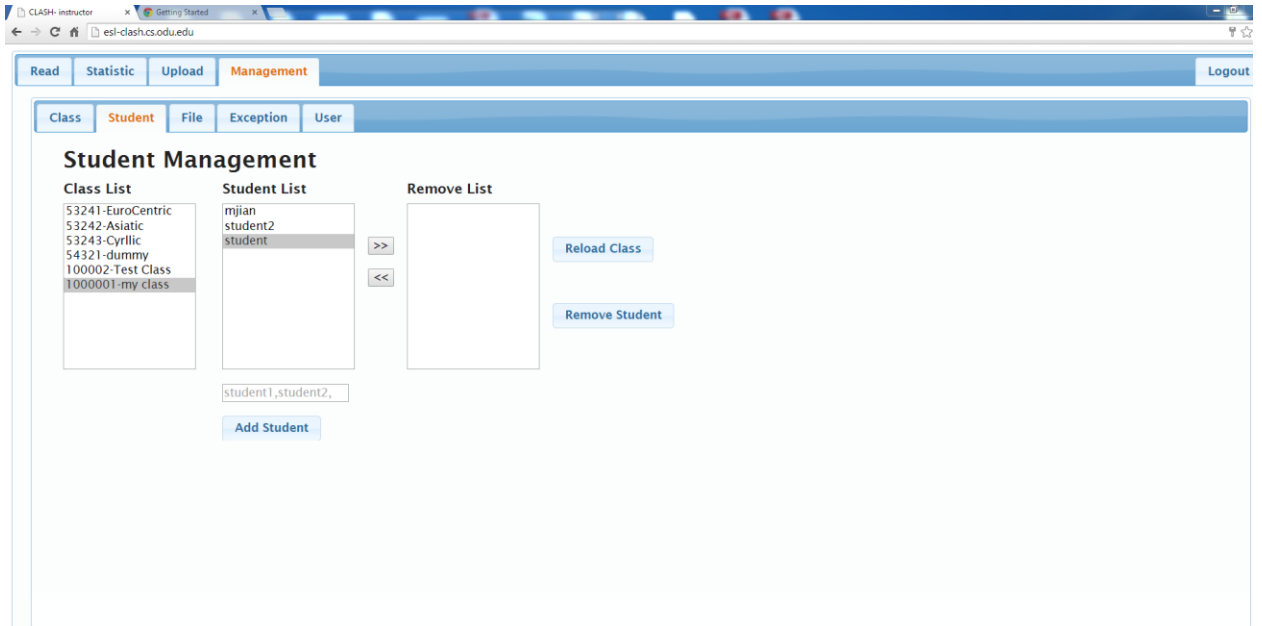 CLASH- instructor × Getting Started ×
esl-clash.cs.odu.edu
Read Statistic Upload Management Logout
Class Student File Exception User
Student Management
Class List Student List Remove List
53241-EuroCentric
53242-Asiatic
53243-Cyrllic
54321-dummy
100002-Test Class
1000001-my class
mjian
student2
student
>>
<<
Reload Class
Remove Student
student1,student2,
Add Student